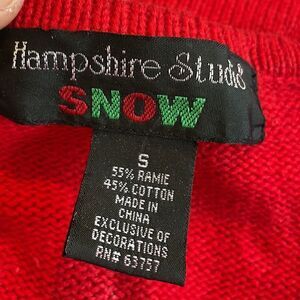 Hampshire Studio
SNOW
S
55% RAMIE
45% COTTON
MADE IN
CHINA
EXCLUSIVE OF
DECORATIONS
RN# 63757